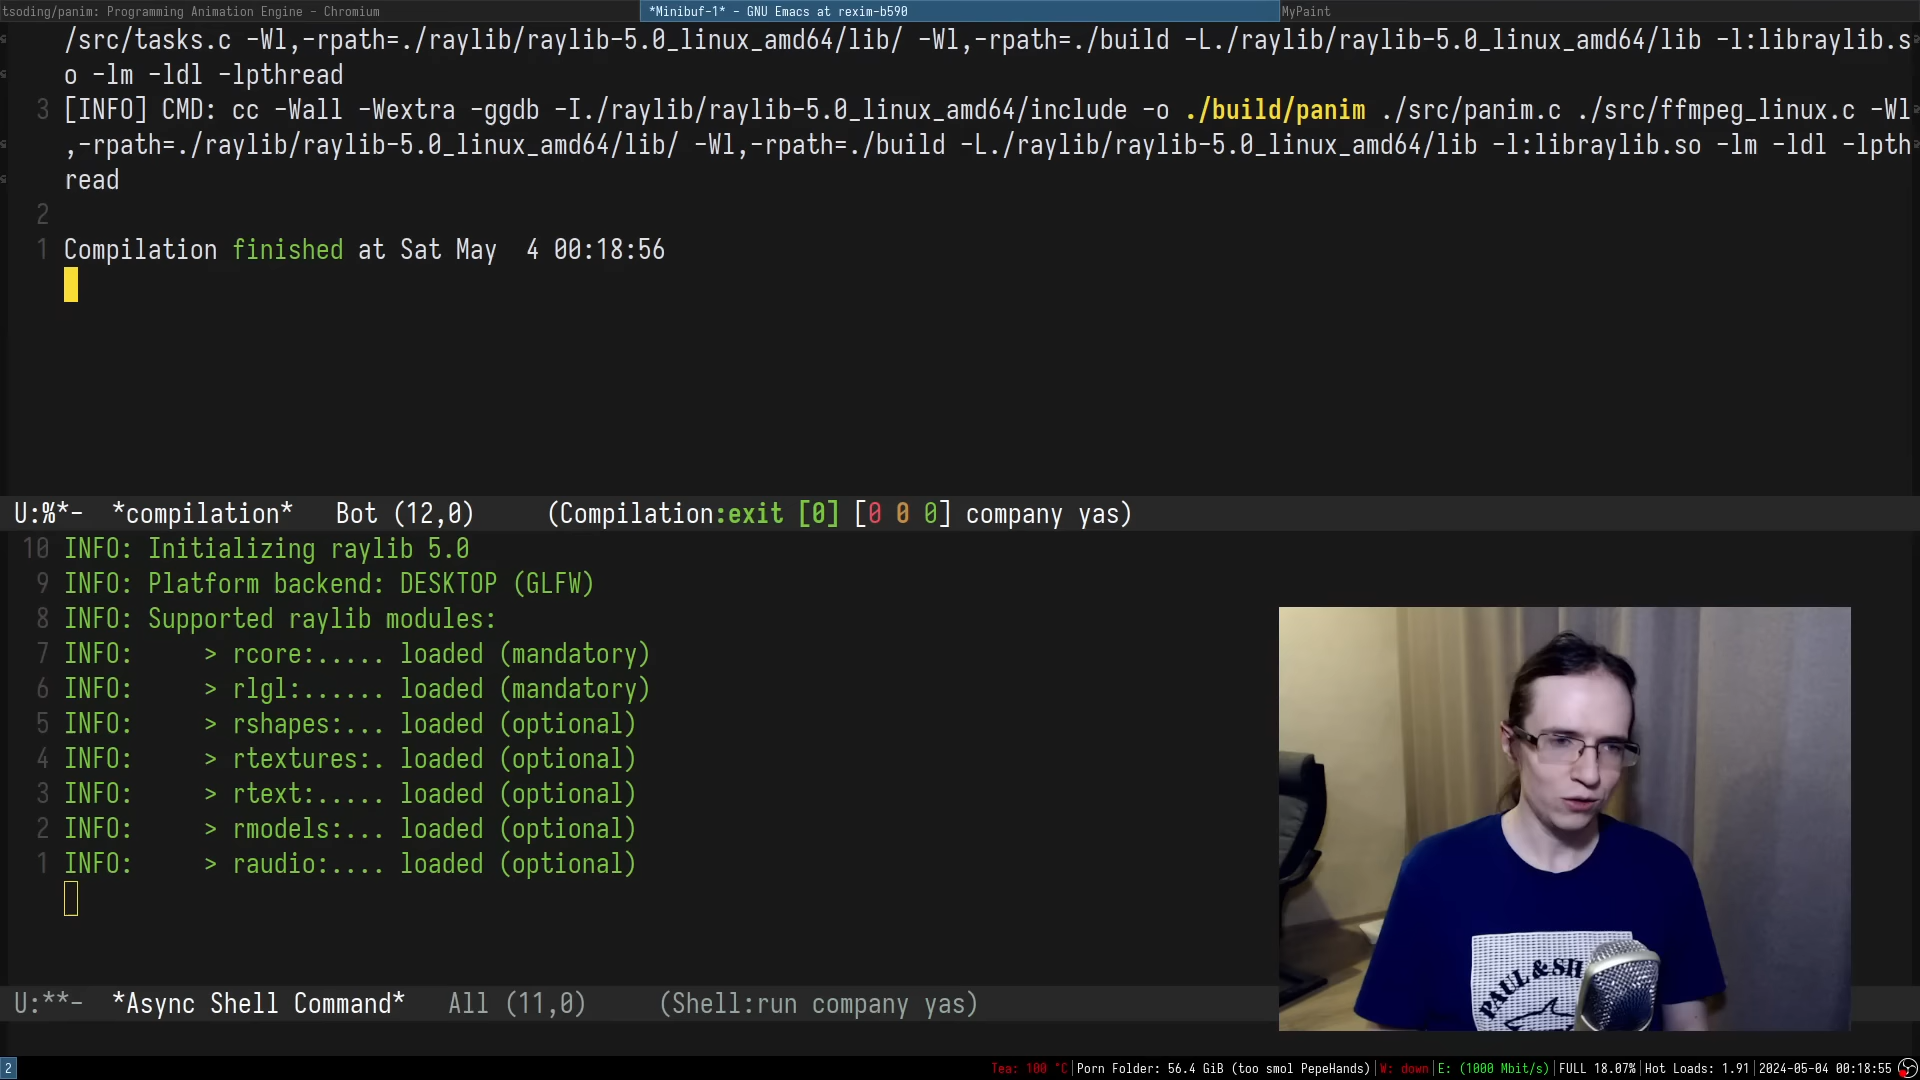 tsoding/panim: Programming Animation Engine - Chromium
*Minibuf-1* - GNU Emacs at rexim-b590
MyPaint
/src/tasks.c -Wl,-rpath=./raylib/raylib-5.0_linux_amd64/lib/ -Wl,-rpath=./build -L./raylib/raylib-5.0_linux_amd64/lib -l:libraylib.s
o -lm -ldl -lpthread
3 [INFO] CMD: cc -Wall -Wextra -ggdb -I./raylib/raylib-5.0_linux_amd64/include -o ./build/panim ./src/panim.c ./src/ffmpeg_linux.c -Wl
,-rpath=./raylib/raylib-5.0_linux_amd64/lib/ -Wl,-rpath=./build -L./raylib/raylib-5.0_linux_amd64/lib -l:libraylib.so -lm -ldl -lpth
read
2
1 Compilation finished at Sat May  4 00:18:56
U:%*-  *compilation*   Bot (12,0)     (Compilation:exit [0] [0 0 0] company yas)
10 INFO: Initializing raylib 5.0
9 INFO: Platform backend: DESKTOP (GLFW)
8 INFO: Supported raylib modules:
7 INFO:     > rcore:..... loaded (mandatory)
6 INFO:     > rlgl:...... loaded (mandatory)
5 INFO:     > rshapes:... loaded (optional)
4 INFO:     > rtextures:. loaded (optional)
3 INFO:     > rtext:..... loaded (optional)
2 INFO:     > rmodels:... loaded (optional)
1 INFO:     > raudio:.... loaded (optional)
PAUL & SH
U:**-  *Async Shell Command*   All (11,0)     (Shell:run company yas)
2
Tea: 100 °C|Porn Folder: 56.4 GiB (too smol PepeHands)|W: down|E: (1000 Mbit/s)|FULL 18.07%|Hot Loads: 1.91|2024-05-04 00:18:55